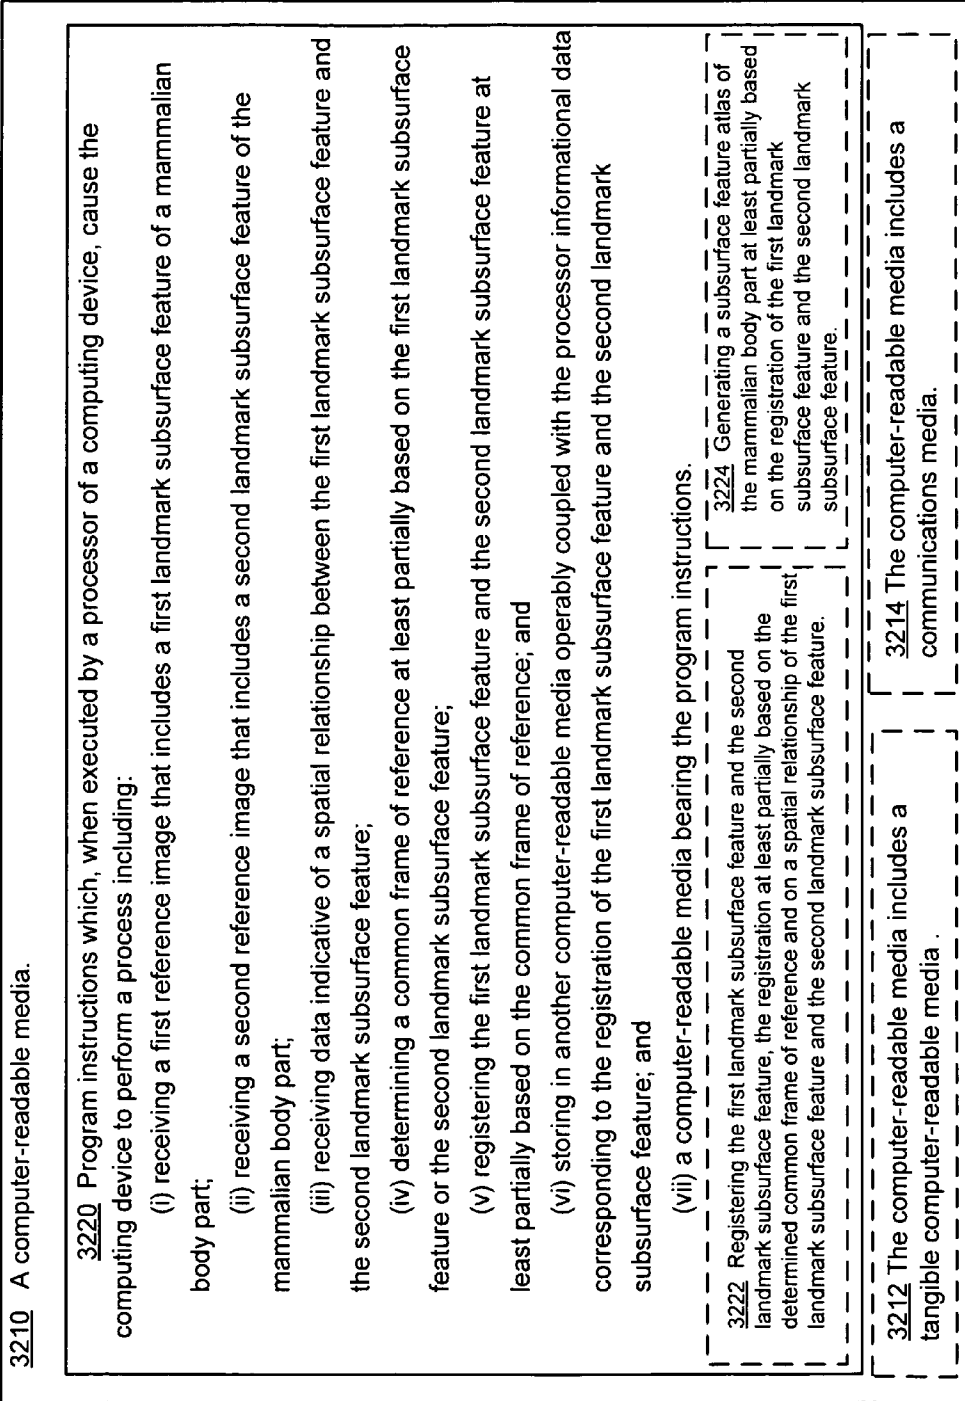 3210 A computer-readable media.
3220 Program instructions which, when executed by a processor of a computing device, cause the
computing device to perform a process including:
(i) receiving a first reference image that includes a first landmark subsurface feature of a mammalian
body part;
(ii) receiving a second reference image that includes a second landmark subsurface feature of the
mammalian body part;
(iii) receiving data indicative of a spatial relationship between the first landmark subsurface feature and
the second landmark subsurface feature;
(iv) determining a common frame of reference at least partially based on the first landmark subsurface
feature or the second landmark subsurface feature;
(v) registering the first landmark subsurface feature and the second landmark subsurface feature at
least partially based on the common frame of reference; and
(vi) storing in another computer-readable media operably coupled with the processor informational data
corresponding to the registration of the first landmark subsurface feature and the second landmark
subsurface feature; and
(vii) a computer-readable media bearing the program instructions.
3222 Registering the first landmark subsurface feature and the second
landmark subsurface feature, the registration at least partially based on the
determined common frame of reference and on a spatial relationship of the first
landmark subsurface feature and the second landmark subsurface feature.
3224 Generating a subsurface feature atlas of
the mammalian body part at least partially based
on the registration of the first landmark
subsurface feature and the second landmark
subsurface feature.
3212 The computer-readable media includes a
tangible computer-readable media .
3214 The computer-readable media includes a
communications media.